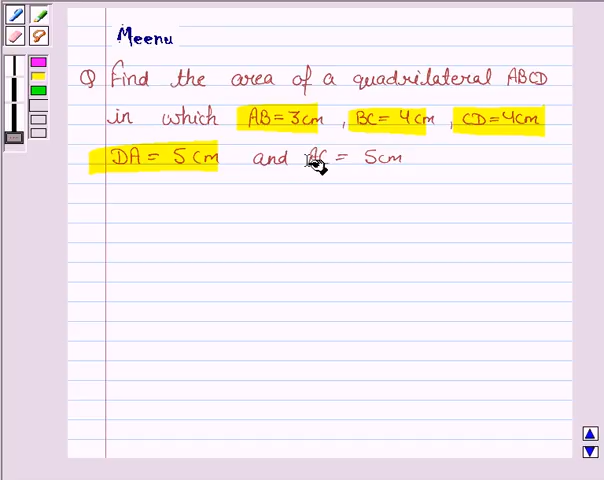 Meenu
Q Find the area of a quadrilateral ABCD
in which AB = 3cm , BC = 4cm , CD = 4cm
DA = 5cm and AC = 5cm